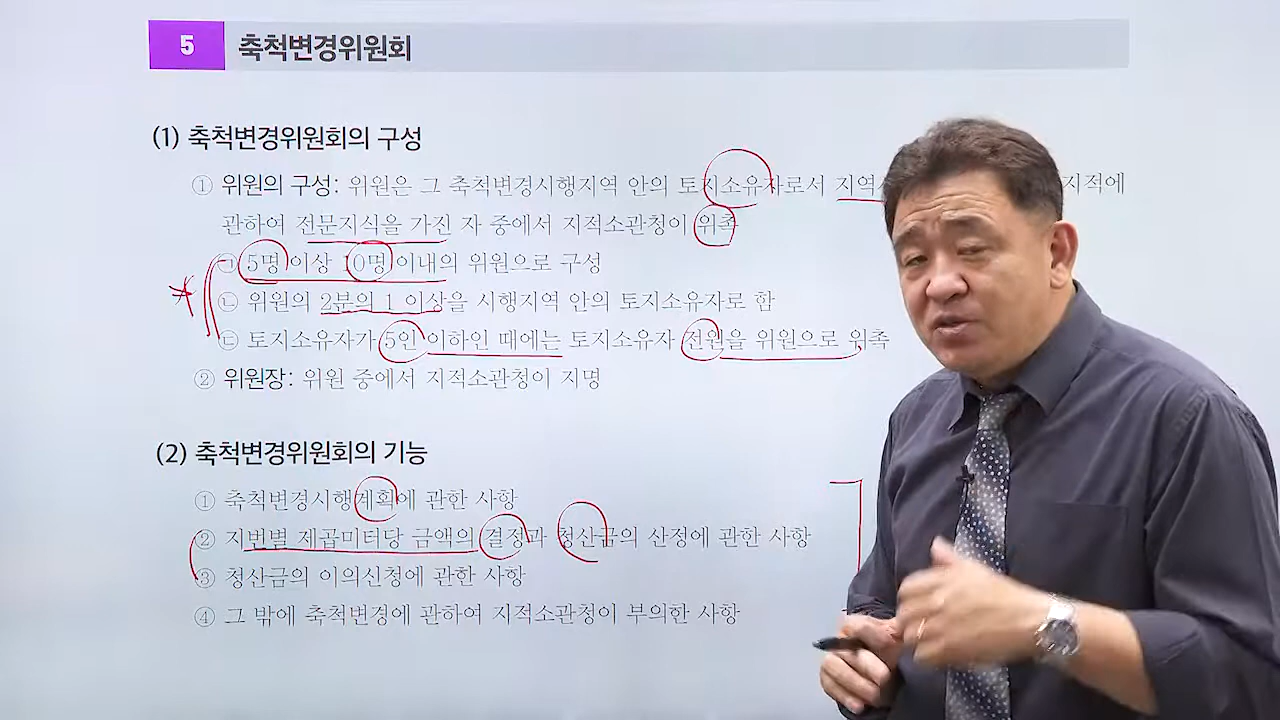 5 축척변경위원회
(1) 축척변경위원회의 구성
① 위원의 구성: 위원은 그 축척변경시행지역 안의 토지소유자로서 지역 지적에
관하여 전문지식을 가진 자 중에서 지적소관청이 위촉
㉠ 5명 이상 10명 이내의 위원으로 구성
㉡ 위원의 2분의 1 이상을 시행지역 안의 토지소유자로 함
㉢ 토지소유자가 5인 이하인 때에는 토지소유자 전원을 위원으로 위촉
② 위원장: 위원 중에서 지적소관청이 지명
(2) 축척변경위원회의 기능
① 축척변경시행계획에 관한 사항
② 지번별 제곱미터당 금액의 결정과 청산금의 산정에 관한 사항
③ 청산금의 이의신청에 관한 사항
④ 그 밖에 축척변경에 관하여 지적소관청이 부의한 사항